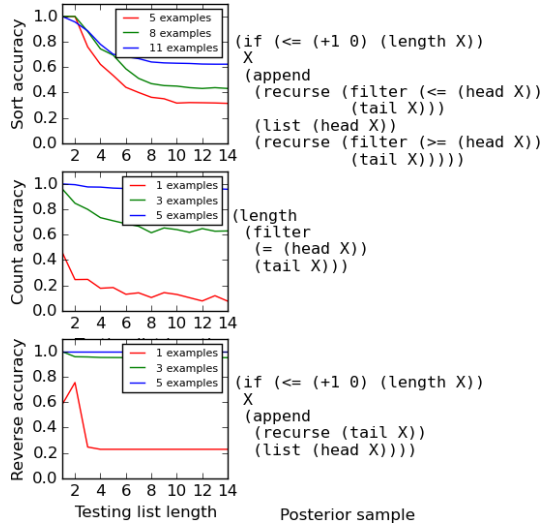 Sort accuracy
1.0
0.8
0.6
0.4
0.2
0.0
5 examples
8 examples
11 examples
2 4 6 8 10 12 14
(if (<= (+1 0) (length X))
X
(append
(recurse (filter (<= (head X))
(tail X)))
(list (head X))
(recurse (filter (>= (head X))
(tail X)))))
Count accuracy
1.0
0.8
0.6
0.4
0.2
0.0
1 examples
3 examples
5 examples
2 4 6 8 10 12 14
(length
(filter
(= (head X))
(tail X)))
Reverse accuracy
1.0
0.8
0.6
0.4
0.2
0.0
1 examples
3 examples
5 examples
2 4 6 8 10 12 14
(if (<= (+1 0) (length X))
X
(append
(recurse (tail X))
(list (head X))))
Testing list length
Posterior sample